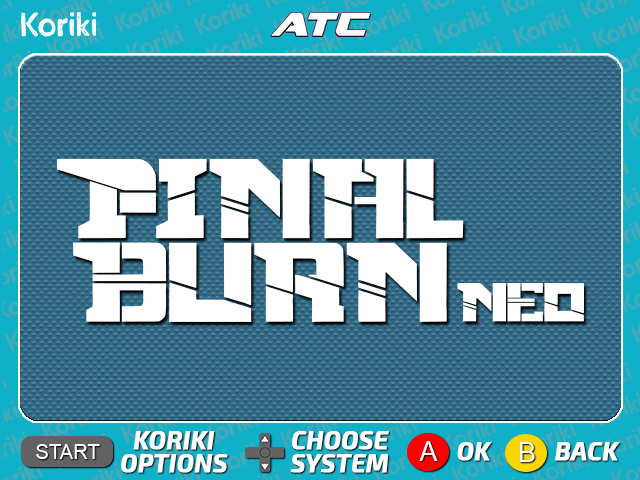 Koriki
ATC
FINAL
BURN NEO
START
KORIKI
OPTIONS
CHOOSE
SYSTEM
A OK
B BACK